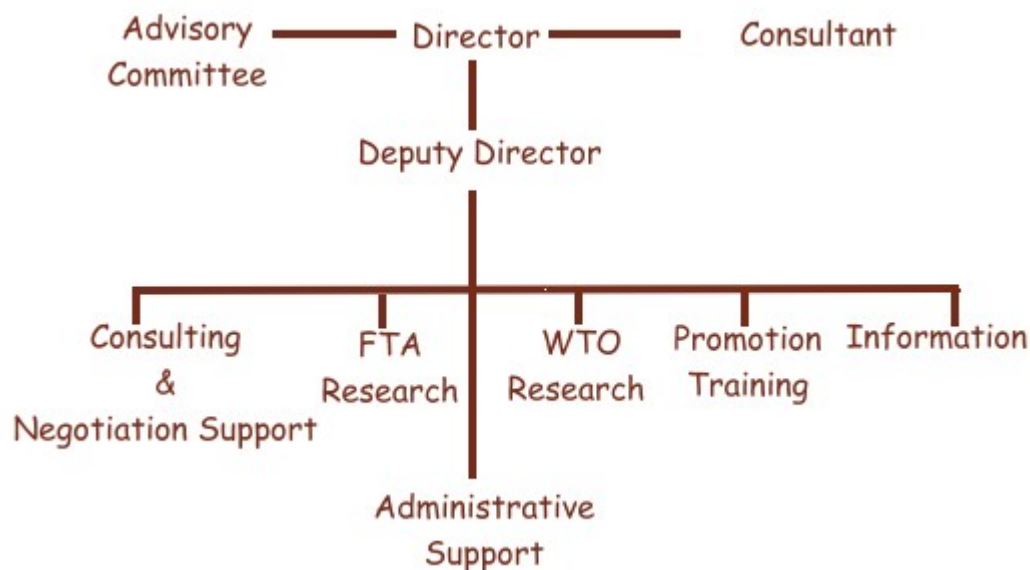 Advisory
Committee
Director
Consultant
Deputy Director
Consulting
&
Negotiation Support
FTA
Research
WTO
Research
Promotion
Training
Information
Administrative
Support